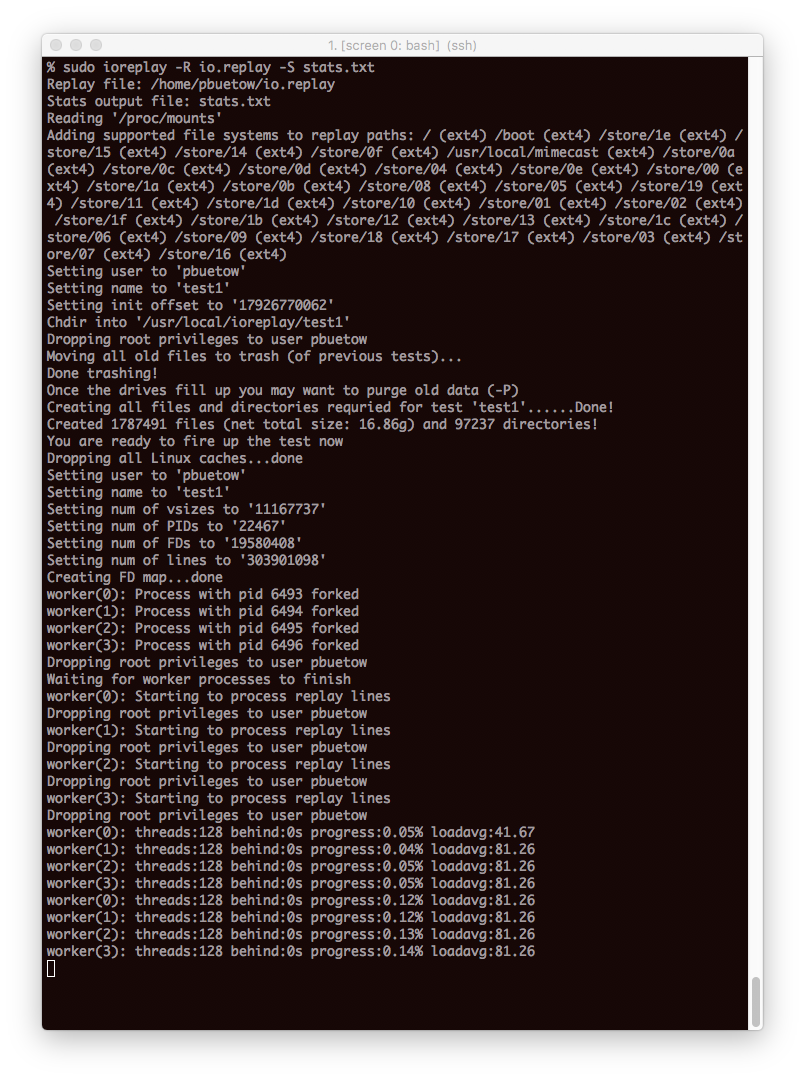 1. [screen 0: bash] (ssh)
% sudo ioreplay -R io.replay -S stats.txt
Replay file: /home/pbuetow/io.replay
Stats output file: stats.txt
Reading '/proc/mounts'
Adding supported file systems to replay paths: / (ext4) /boot (ext4) /store/1e (ext4) /
store/15 (ext4) /store/14 (ext4) /store/0f (ext4) /usr/local/mimecast (ext4) /store/0a
(ext4) /store/0c (ext4) /store/0d (ext4) /store/04 (ext4) /store/0e (ext4) /store/00 (e
xt4) /store/1a (ext4) /store/0b (ext4) /store/08 (ext4) /store/05 (ext4) /store/19 (ext
4) /store/11 (ext4) /store/1d (ext4) /store/10 (ext4) /store/01 (ext4) /store/02 (ext4)
/store/1f (ext4) /store/1b (ext4) /store/12 (ext4) /store/13 (ext4) /store/1c (ext4) /
store/06 (ext4) /store/09 (ext4) /store/18 (ext4) /store/17 (ext4) /store/03 (ext4) /st
ore/07 (ext4) /store/16 (ext4)
Setting user to 'pbuetow'
Setting name to 'test1'
Setting init offset to '17926770062'
Chdir into '/usr/local/ioreplay/test1'
Dropping root privileges to user pbuetow
Moving all old files to trash (of previous tests)...
Done trashing!
Once the drives fill up you may want to purge old data (-P)
Creating all files and directories requried for test 'test1'......Done!
Created 1787491 files (net total size: 16.86g) and 97237 directories!
You are ready to fire up the test now
Dropping all Linux caches...done
Setting user to 'pbuetow'
Setting name to 'test1'
Setting num of vsizes to '11167737'
Setting num of PIDs to '22467'
Setting num of FDs to '19580408'
Setting num of lines to '303901098'
Creating FD map...done
worker(0): Process with pid 6493 forked
worker(1): Process with pid 6494 forked
worker(2): Process with pid 6495 forked
worker(3): Process with pid 6496 forked
Dropping root privileges to user pbuetow
Waiting for worker processes to finish
worker(0): Starting to process replay lines
Dropping root privileges to user pbuetow
worker(1): Starting to process replay lines
Dropping root privileges to user pbuetow
worker(2): Starting to process replay lines
Dropping root privileges to user pbuetow
worker(3): Starting to process replay lines
Dropping root privileges to user pbuetow
worker(0): threads:128 behind:0s progress:0.05% loadavg:41.67
worker(1): threads:128 behind:0s progress:0.04% loadavg:81.26
worker(2): threads:128 behind:0s progress:0.05% loadavg:81.26
worker(3): threads:128 behind:0s progress:0.05% loadavg:81.26
worker(0): threads:128 behind:0s progress:0.12% loadavg:81.26
worker(1): threads:128 behind:0s progress:0.12% loadavg:81.26
worker(2): threads:128 behind:0s progress:0.13% loadavg:81.26
worker(3): threads:128 behind:0s progress:0.14% loadavg:81.26